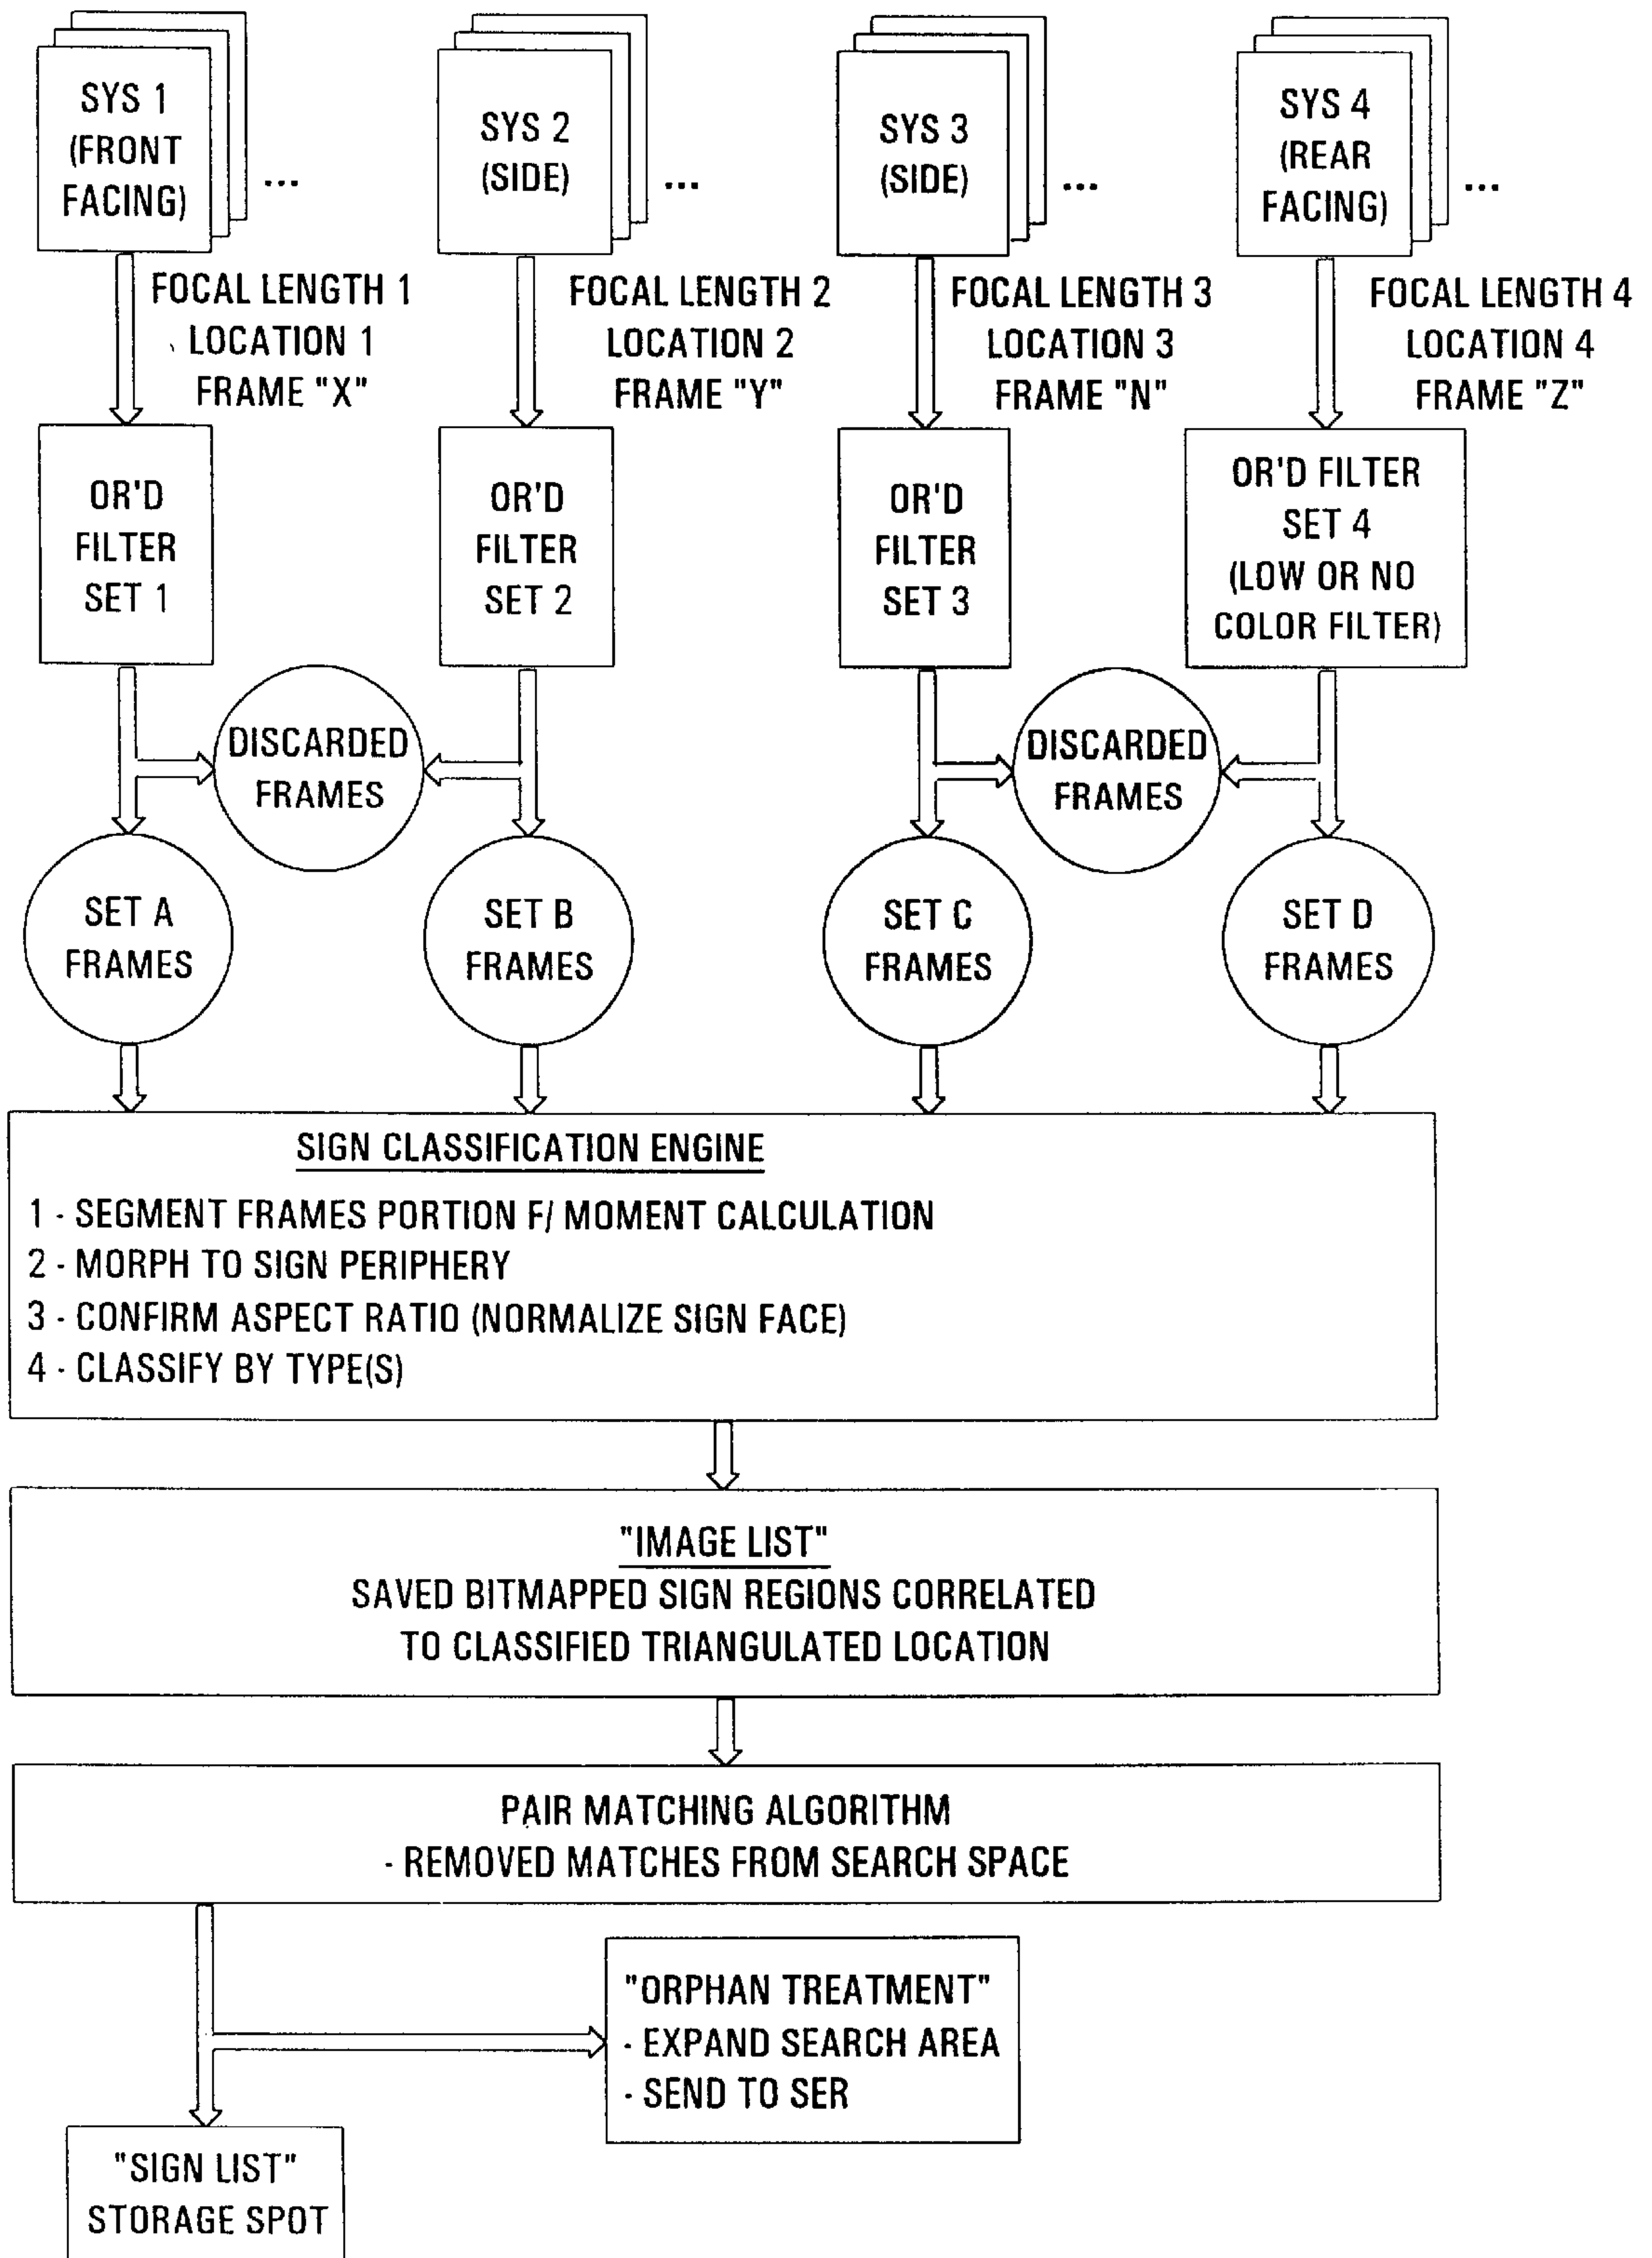 SYS 1
(FRONT
FACING)
...
SYS 2
(SIDE)
...
SYS 3
(SIDE)
...
SYS 4
(REAR
FACING)
...
FOCAL LENGTH 1
LOCATION 1
FRAME "X"
FOCAL LENGTH 2
LOCATION 2
FRAME "Y"
FOCAL LENGTH 3
LOCATION 3
FRAME "N"
FOCAL LENGTH 4
LOCATION 4
FRAME "Z"
OR'D
FILTER
SET 1
OR'D
FILTER
SET 2
OR'D
FILTER
SET 3
OR'D FILTER
SET 4
(LOW OR NO
COLOR FILTER)
DISCARDED
FRAMES
DISCARDED
FRAMES
SET A
FRAMES
SET B
FRAMES
SET C
FRAMES
SET D
FRAMES
SIGN CLASSIFICATION ENGINE
1 - SEGMENT FRAMES PORTION F/ MOMENT CALCULATION
2 - MORPH TO SIGN PERIPHERY
3 - CONFIRM ASPECT RATIO (NORMALIZE SIGN FACE)
4 - CLASSIFY BY TYPE(S)
"IMAGE LIST"
SAVED BITMAPPED SIGN REGIONS CORRELATED
TO CLASSIFIED TRIANGULATED LOCATION
PAIR MATCHING ALGORITHM
- REMOVED MATCHES FROM SEARCH SPACE
"ORPHAN TREATMENT"
- EXPAND SEARCH AREA
- SEND TO SER
"SIGN LIST"
STORAGE SPOT